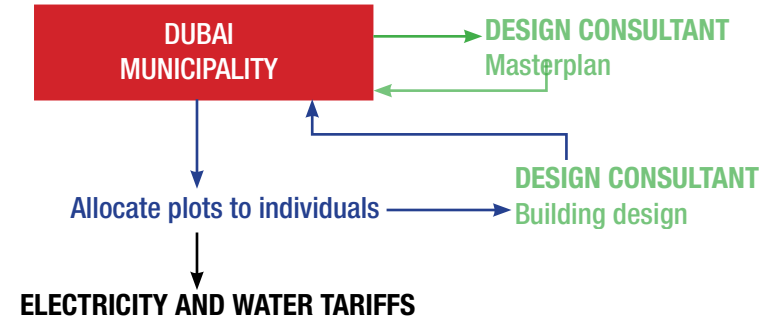 DUBAI
MUNICIPALITY
DESIGN CONSULTANT
Masterplan
Allocate plots to individuals
DESIGN CONSULTANT
Building design
ELECTRICITY AND WATER TARIFFS